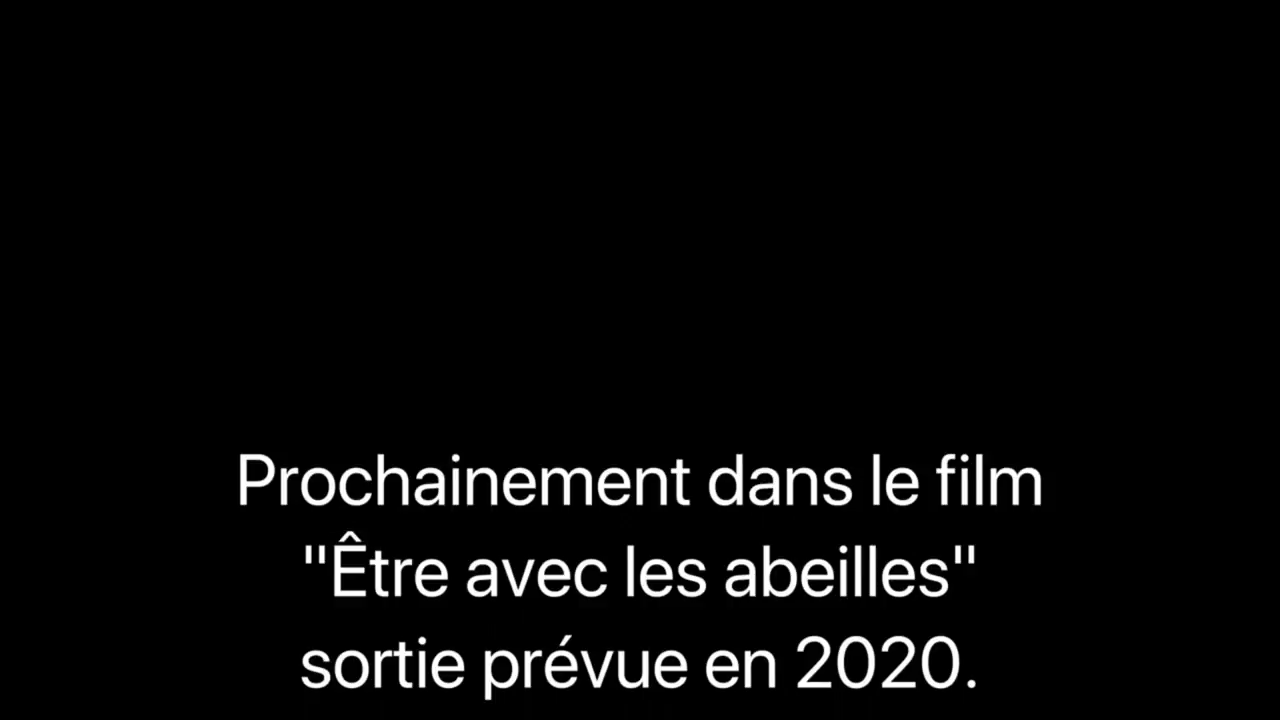 Prochainement dans le film
"Être avec les abeilles"
sortie prévue en 2020.